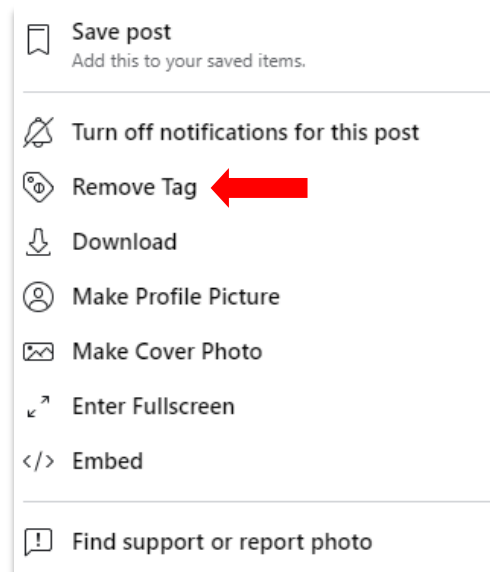 Save post
Add this to your saved items.
Turn off notifications for this post
Remove Tag
Download
Make Profile Picture
Make Cover Photo
Enter Fullscreen
Embed
Find support or report photo